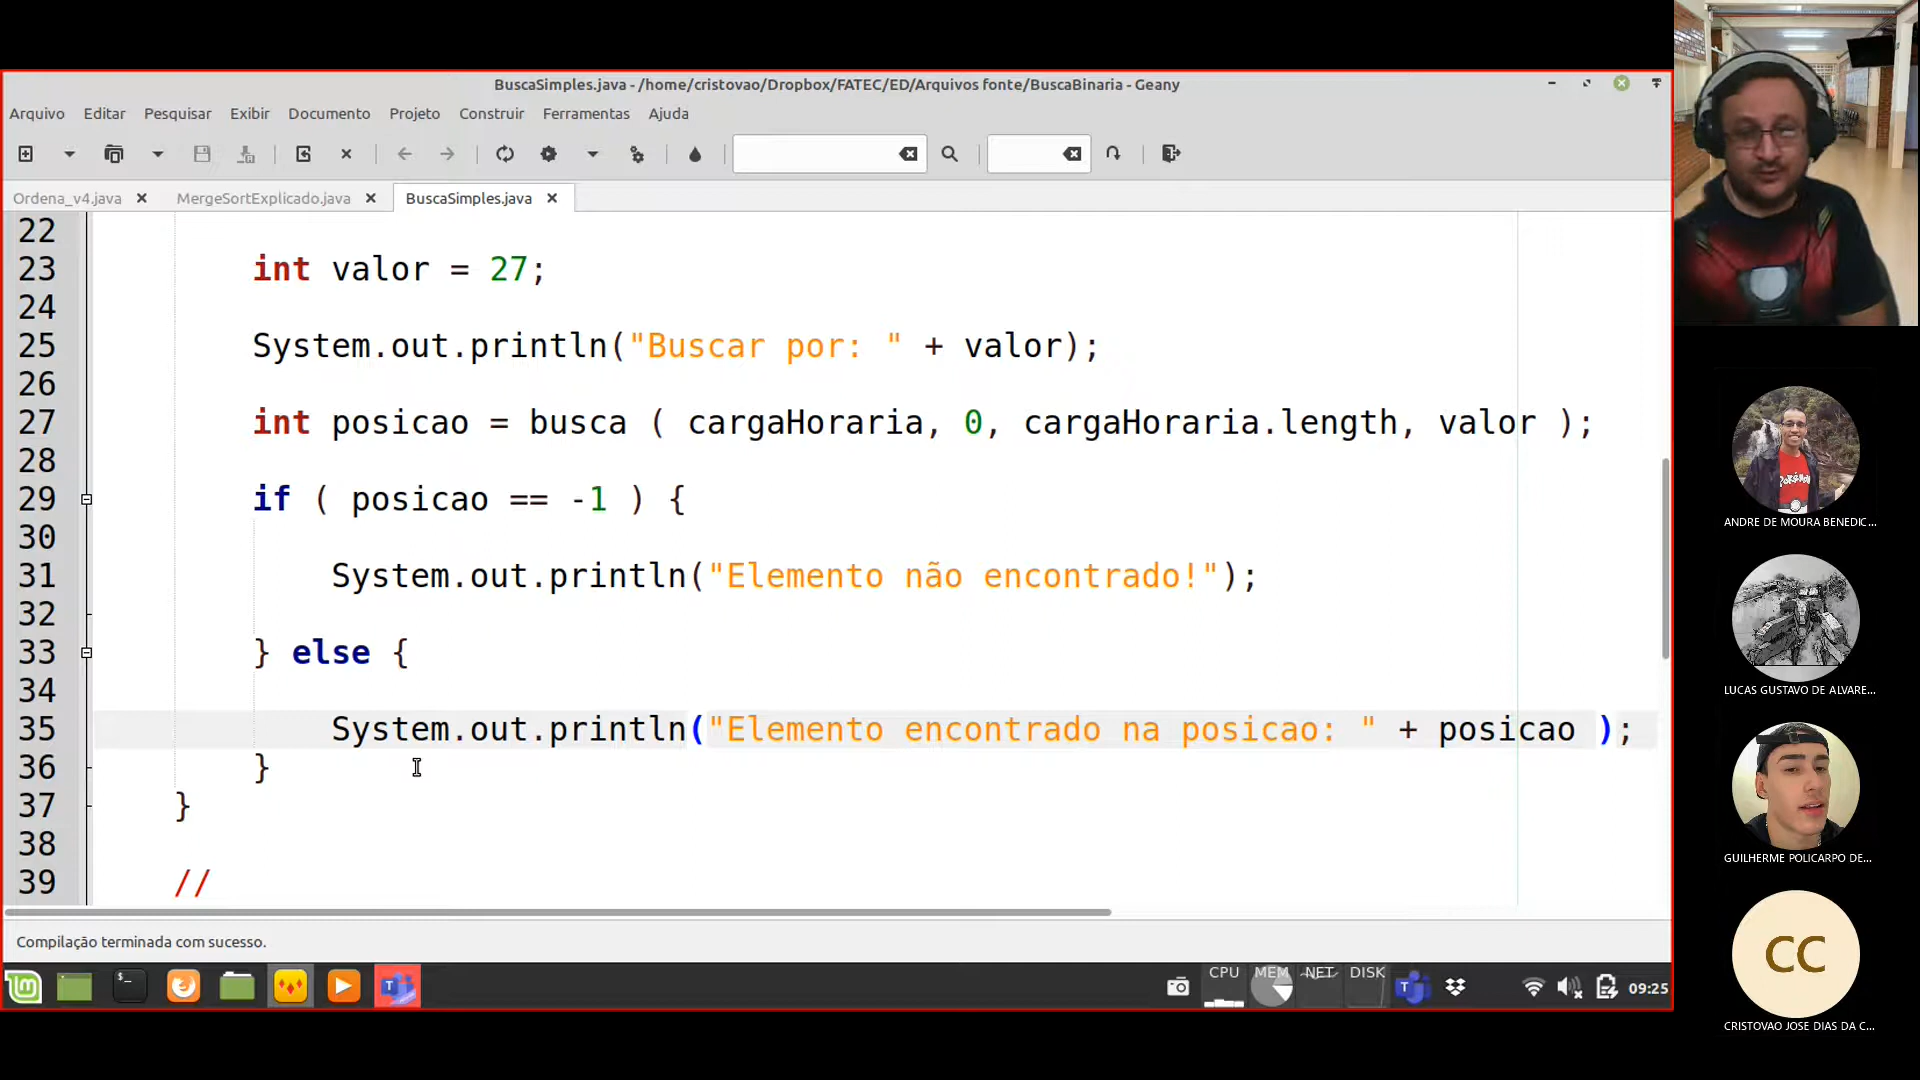 BuscaSimples.java - /home/cristovao/Dropbox/FATEC/ED/Arquivos fonte/BuscaBinaria - Geany
Arquivo Editar Pesquisar Exibir Documento Projeto Construir Ferramentas Ajuda
Ordena_v4.java MergeSortExplicado.java BuscaSimples.java
22
23 int valor = 27;
24
25 System.out.println("Buscar por: " + valor);
26
27 int posicao = busca ( cargaHoraria, 0, cargaHoraria.length, valor );
28
29 if ( posicao == -1 ) {
30
31 System.out.println("Elemento não encontrado!");
32
33 } else {
34
35 System.out.println("Elemento encontrado na posicao: " + posicao );
36 }
37 }
38
39 //
Compilação terminada com sucesso.
CPU MEM NET DISK
09:25
ANDRE DE MOURA BENEDIC...
LUCAS GUSTAVO DE ALVARE...
GUILHERME POLICARPO DE...
CC
CRISTOVAO JOSE DIAS DA C...